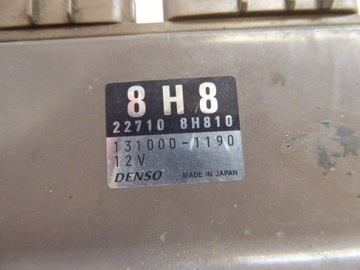 8H8
22710 8H810
131000-1190
12V
DENSO MADE IN JAPAN